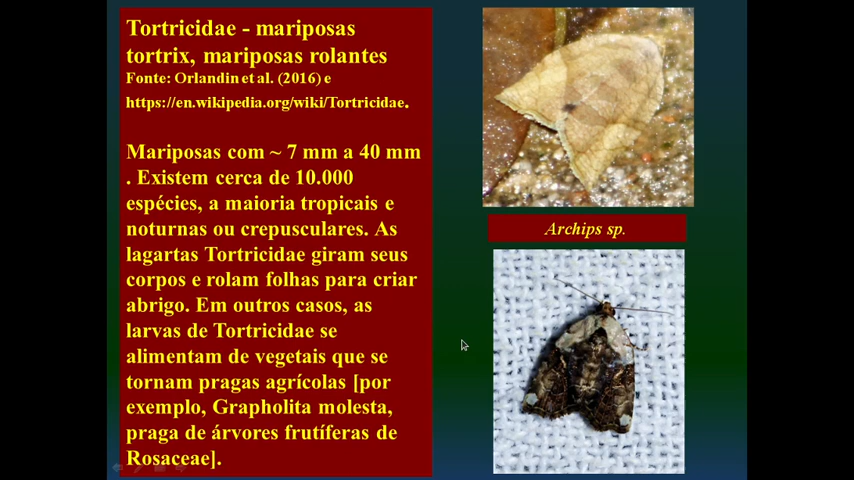 Tortricidae - mariposas
tortrix, mariposas rolantes
Fonte: Orlandin et al. (2016) e
https://en.wikipedia.org/wiki/Tortricidae.
Mariposas com ~ 7 mm a 40 mm
. Existem cerca de 10.000
espécies, a maioria tropicais e
noturnas ou crepusculares. As
lagartas Tortricidae giram seus
corpos e rolam folhas para criar
abrigo. Em outros casos, as
larvas de Tortricidae se
alimentam de vegetais que se
tornam pragas agrícolas [por
exemplo, Grapholita molesta,
praga de árvores frutíferas de
Rosaceae].
Archips sp.